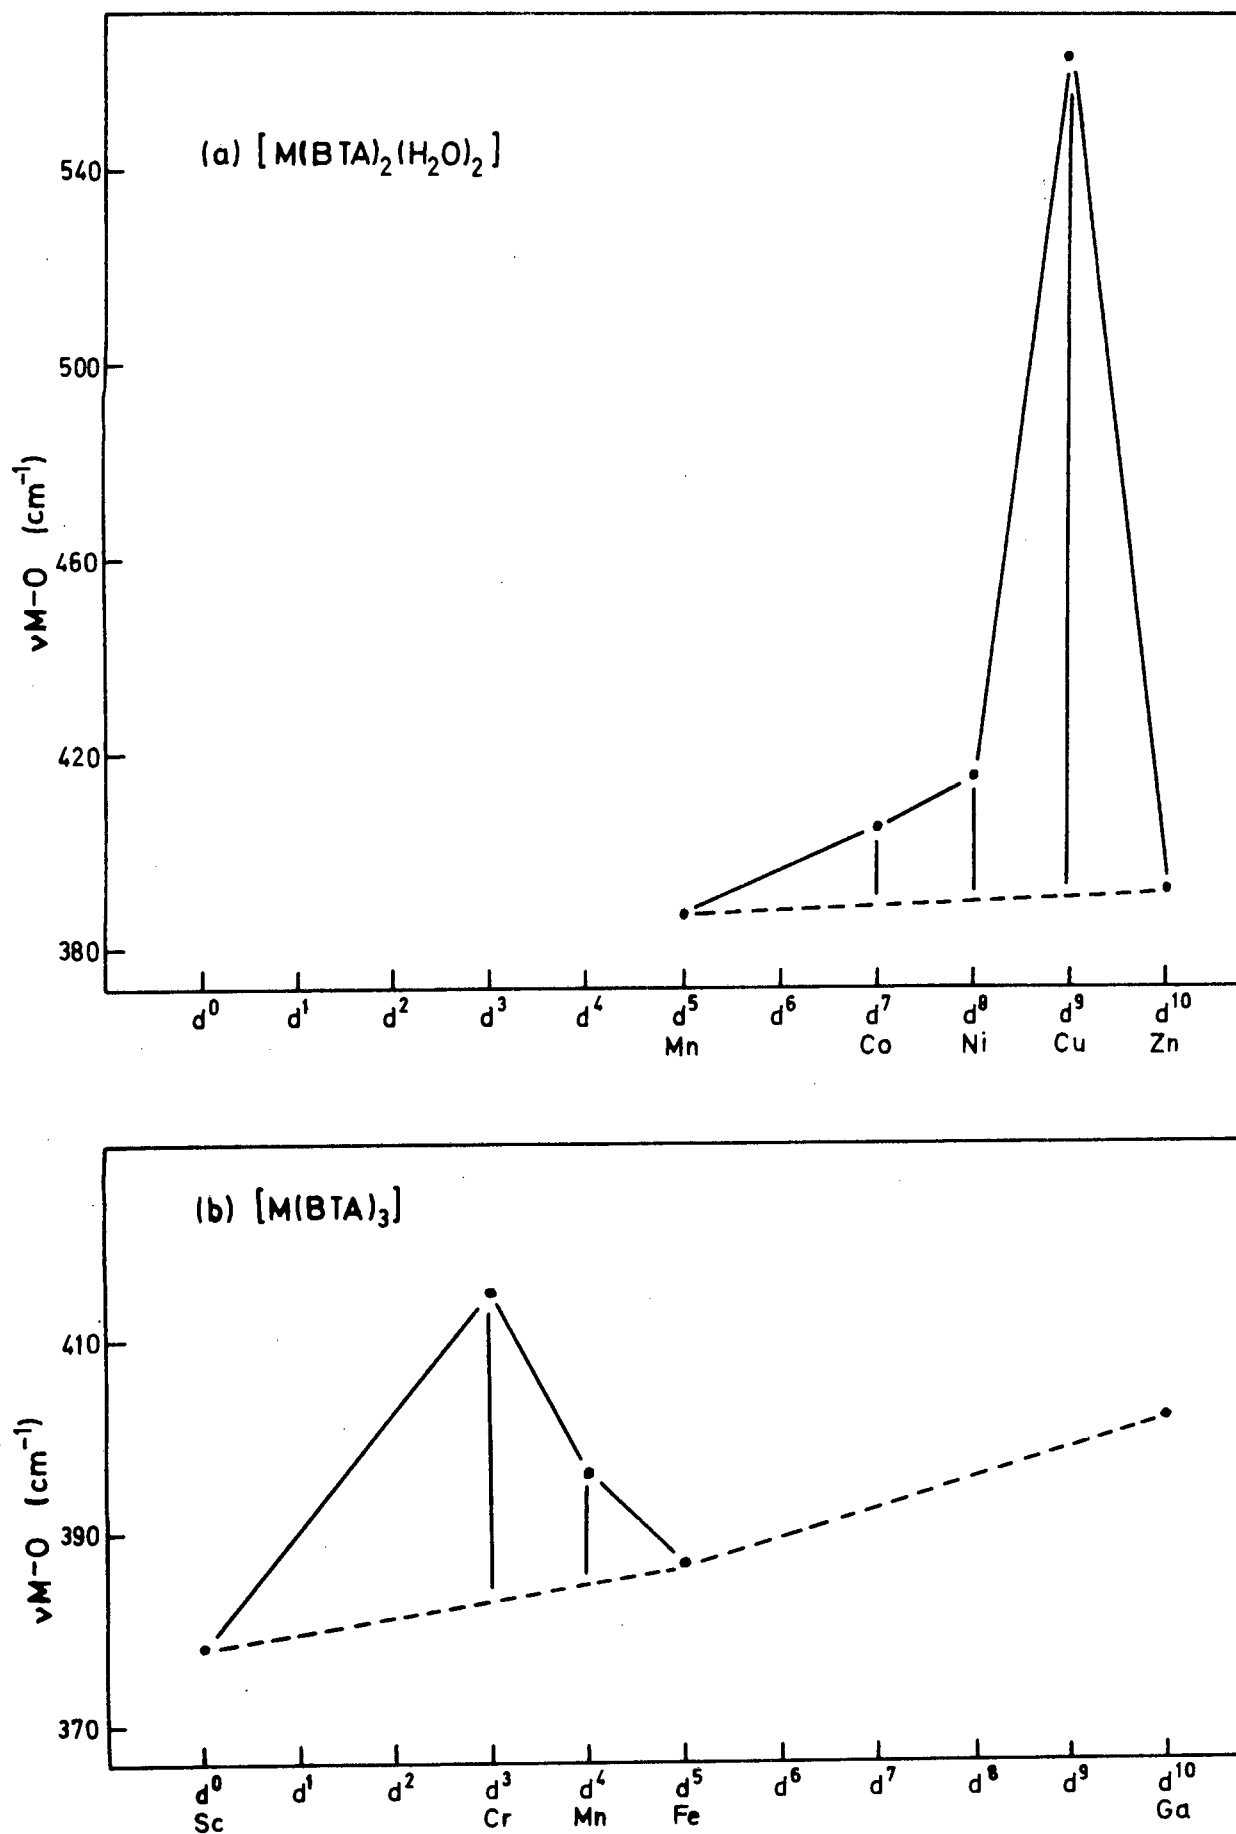 (a) [M(BTA)₂(H₂O)₂]
540
500
460
420
380
νM–O (cm⁻¹)
d⁰ d¹ d² d³ d⁴ d⁵ d⁶ d⁷ d⁸ d⁹ d¹⁰
Mn Co Ni Cu Zn
(b) [M(BTA)₃]
410
390
370
νM–O (cm⁻¹)
d⁰ d¹ d² d³ d⁴ d⁵ d⁶ d⁷ d⁸ d⁹ d¹⁰
Sc Cr Mn Fe Ga